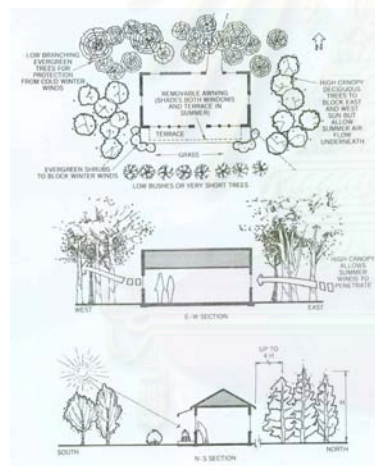 LOW BRANCHING
EVERGREEN
TREES FOR
PROTECTION
FROM COLD WINTER
WINDS
N
REMOVABLE AWNING
(SHADES BOTH WINDOWS
AND TERRACE IN
SUMMER)
HIGH CANOPY
DECIDUOUS
TREES TO
BLOCK EAST
AND WEST
SUN BUT
ALLOW
SUMMER AIR
FLOW
UNDERNEATH
TERRACE
GRASS
EVERGREEN SHRUBS
TO BLOCK WINTER WINDS
LOW BUSHES OR VERY SHORT TREES
HIGH CANOPY
ALLOWS
SUMMER
WINDS TO
PENETRATE
WEST
EAST
E-W SECTION
UP TO
4 H
H
SOUTH
NORTH
N-S SECTION